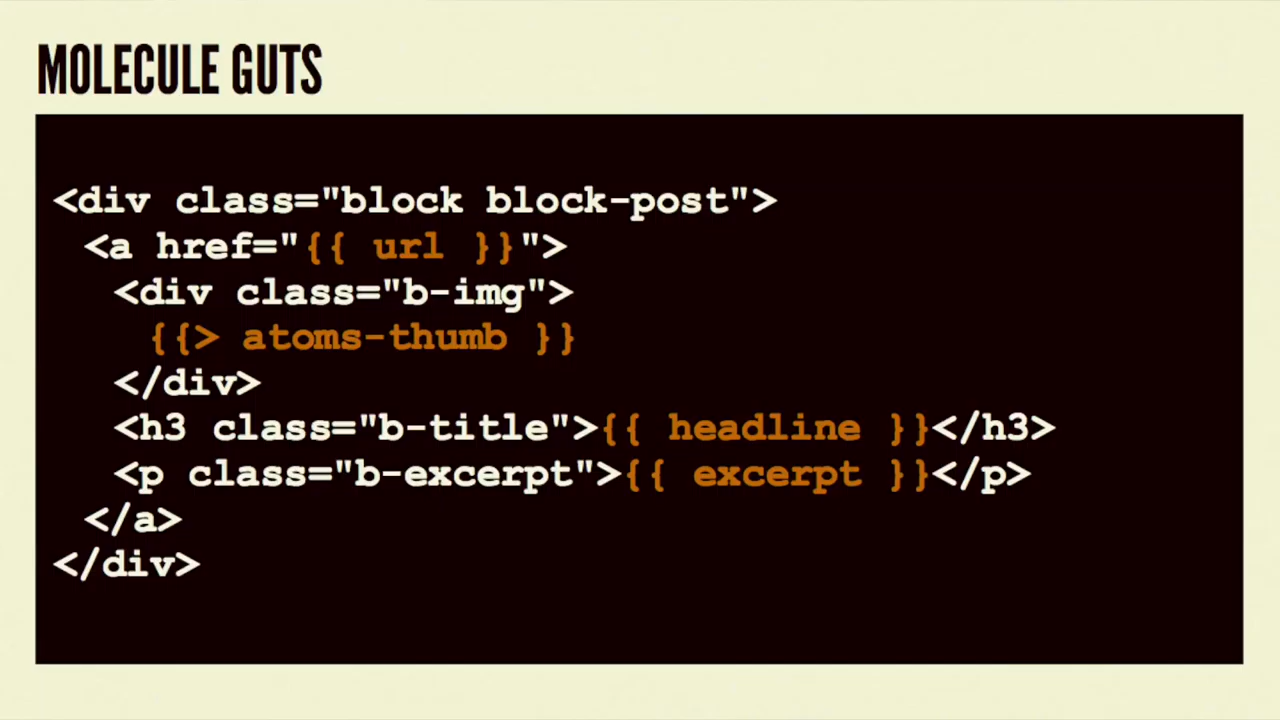 MOLECULE GUTS
<div class="block block-post">
<a href="{{ url }}">
<div class="b-img">
{{> atoms-thumb }}
</div>
<h3 class="b-title">{{ headline }}</h3>
<p class="b-excerpt">{{ excerpt }}</p>
</a>
</div>